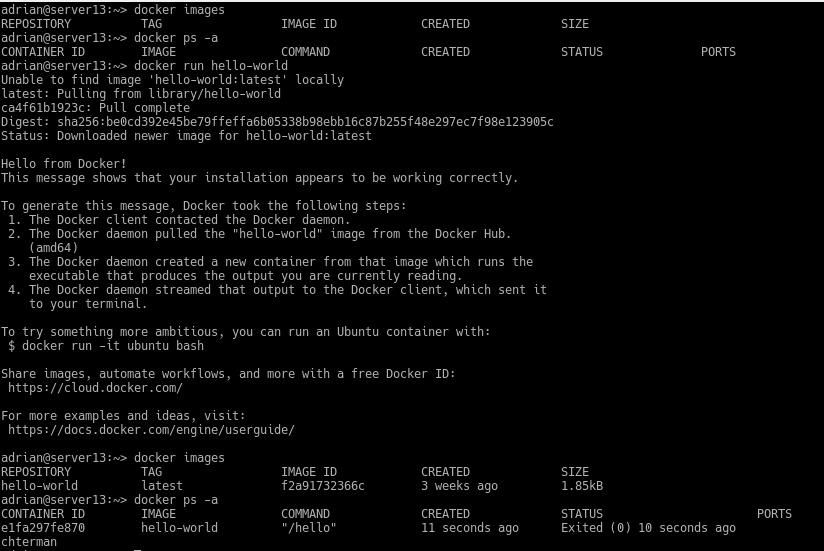 adrian@server13:~> docker images
REPOSITORY          TAG                 IMAGE ID            CREATED             SIZE
adrian@server13:~> docker ps -a
CONTAINER ID        IMAGE               COMMAND             CREATED             STATUS              PORTS
adrian@server13:~> docker run hello-world
Unable to find image 'hello-world:latest' locally
latest: Pulling from library/hello-world
ca4f61b1923c: Pull complete
Digest: sha256:be0cd392e45be79ffeffa6b05338b98ebb16c87b255f48e297ec7f98e123905c
Status: Downloaded newer image for hello-world:latest

Hello from Docker!
This message shows that your installation appears to be working correctly.

To generate this message, Docker took the following steps:
 1. The Docker client contacted the Docker daemon.
 2. The Docker daemon pulled the "hello-world" image from the Docker Hub.
    (amd64)
 3. The Docker daemon created a new container from that image which runs the
    executable that produces the output you are currently reading.
 4. The Docker daemon streamed that output to the Docker client, which sent it
    to your terminal.

To try something more ambitious, you can run an Ubuntu container with:
 $ docker run -it ubuntu bash

Share images, automate workflows, and more with a free Docker ID:
 https://cloud.docker.com/

For more examples and ideas, visit:
 https://docs.docker.com/engine/userguide/

adrian@server13:~> docker images
REPOSITORY          TAG                 IMAGE ID            CREATED             SIZE
hello-world         latest              f2a91732366c        3 weeks ago         1.85kB
adrian@server13:~> docker ps -a
CONTAINER ID        IMAGE               COMMAND             CREATED             STATUS                      PORTS
e1fa297fe870        hello-world         "/hello"            11 seconds ago      Exited (0) 10 seconds ago
chterman